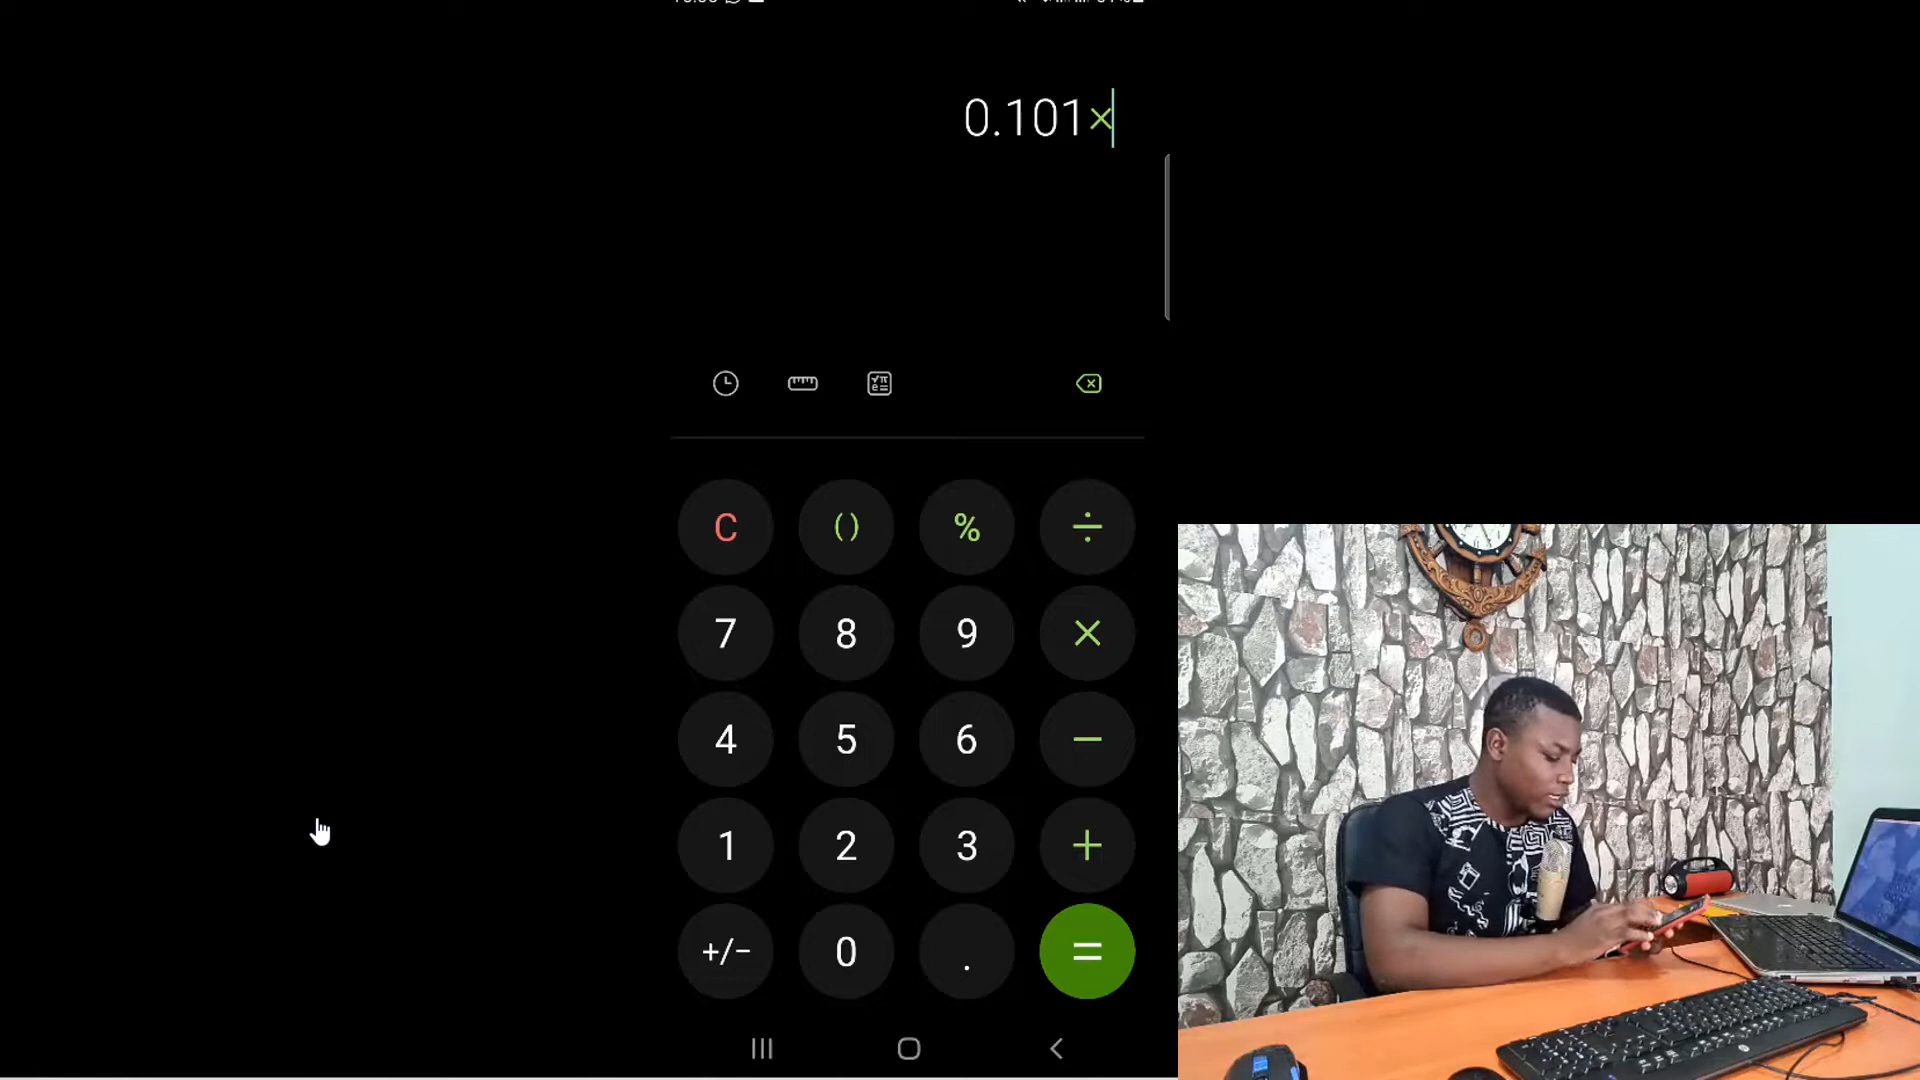 0.101×
C () % ÷
7 8 9 ×
4 5 6 −
1 2 3 +
+/− 0 . =